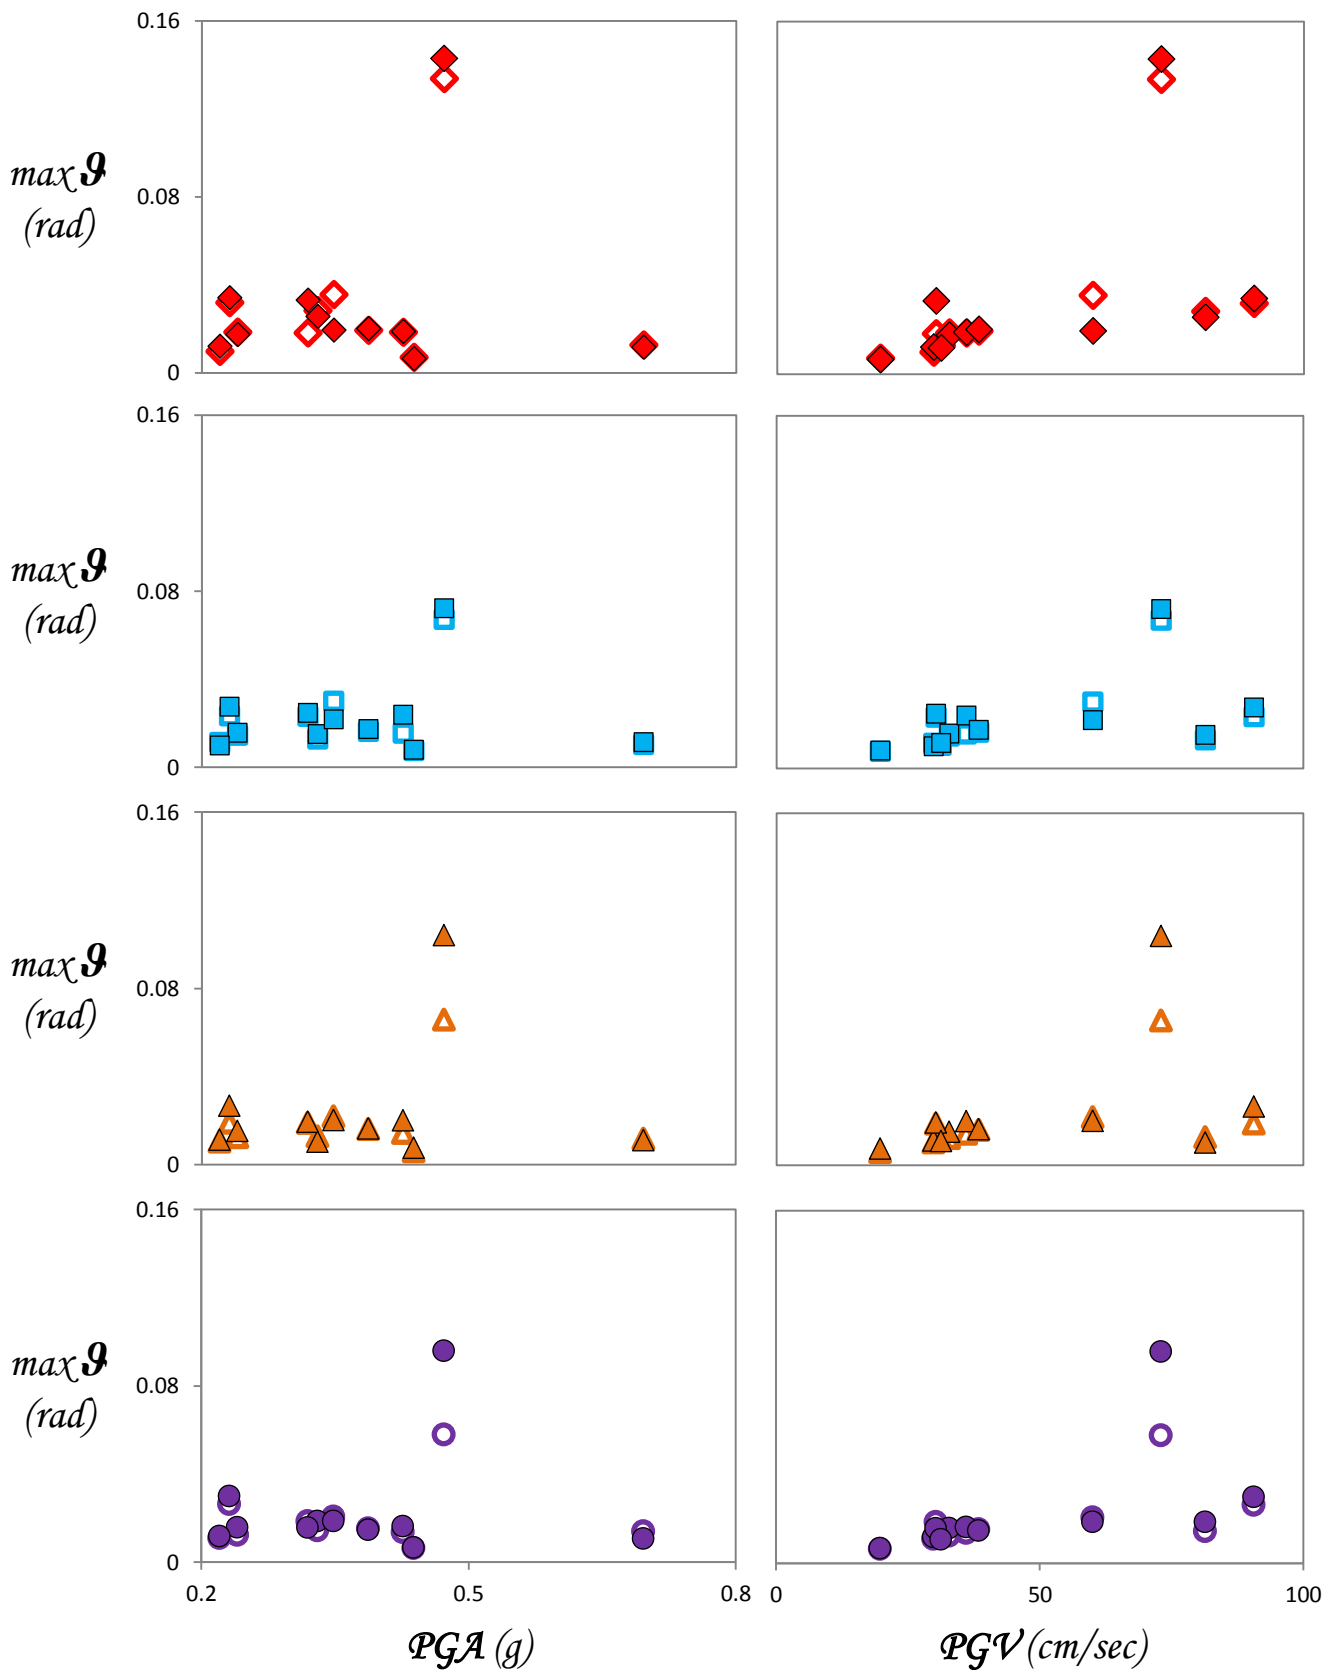 0.16
max ϑ
(rad)
0.08
0
0.16
max ϑ
(rad)
0.08
0
0.16
max ϑ
(rad)
0.08
0
0.16
max ϑ
(rad)
0.08
0
0.2 0.5 0.8 0 50 100
PGA (g) PGV (cm/sec)